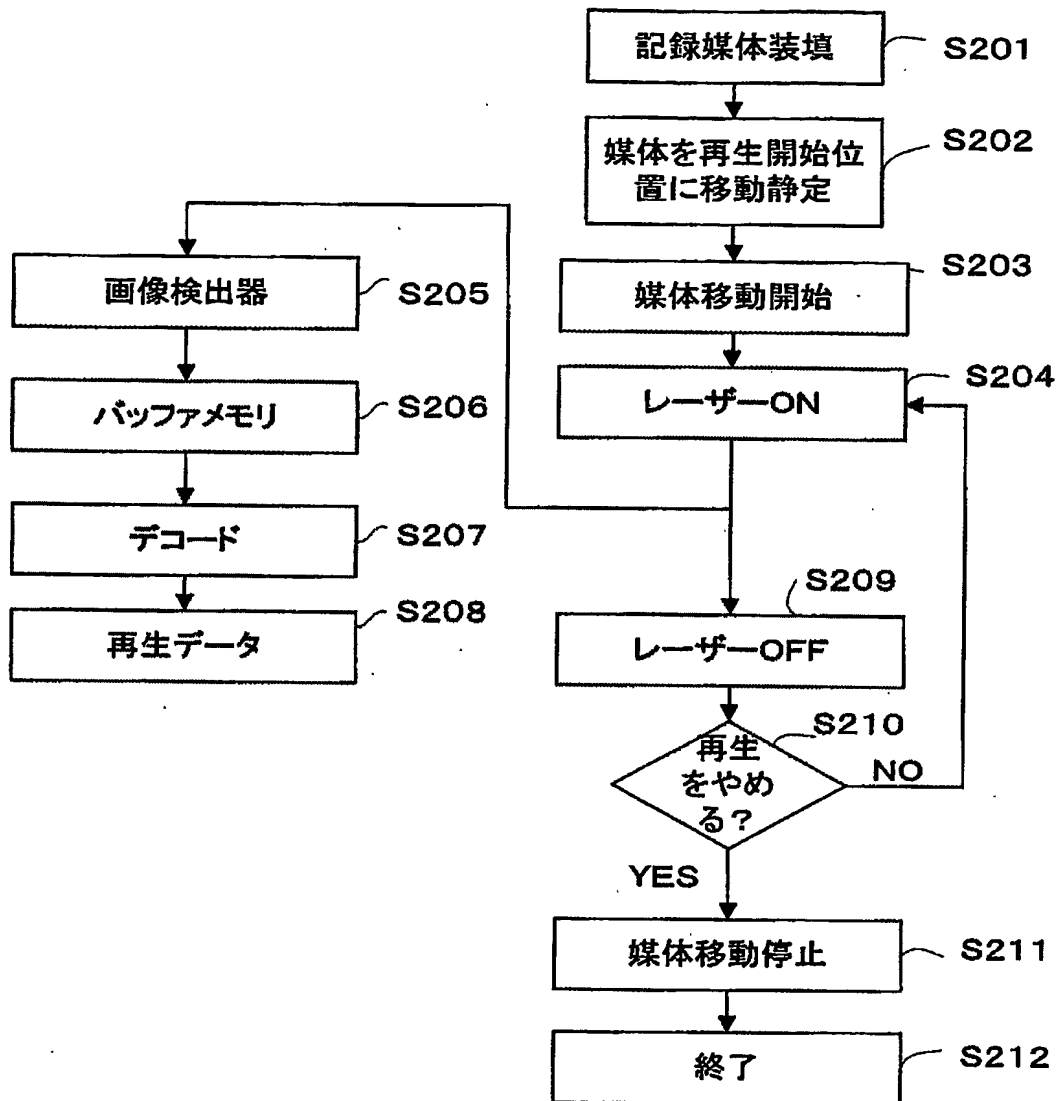 記録媒体装填
S201
媒体を再生開始位
置に移動静定
S202
媒体移動開始
S203
レーザーON
S204
画像検出器
S205
バッファメモリ
S206
デコード
S207
再生データ
S208
レーザーOFF
S209
再生
をやめ
る?
S210
NO
YES
媒体移動停止
S211
終了
S212